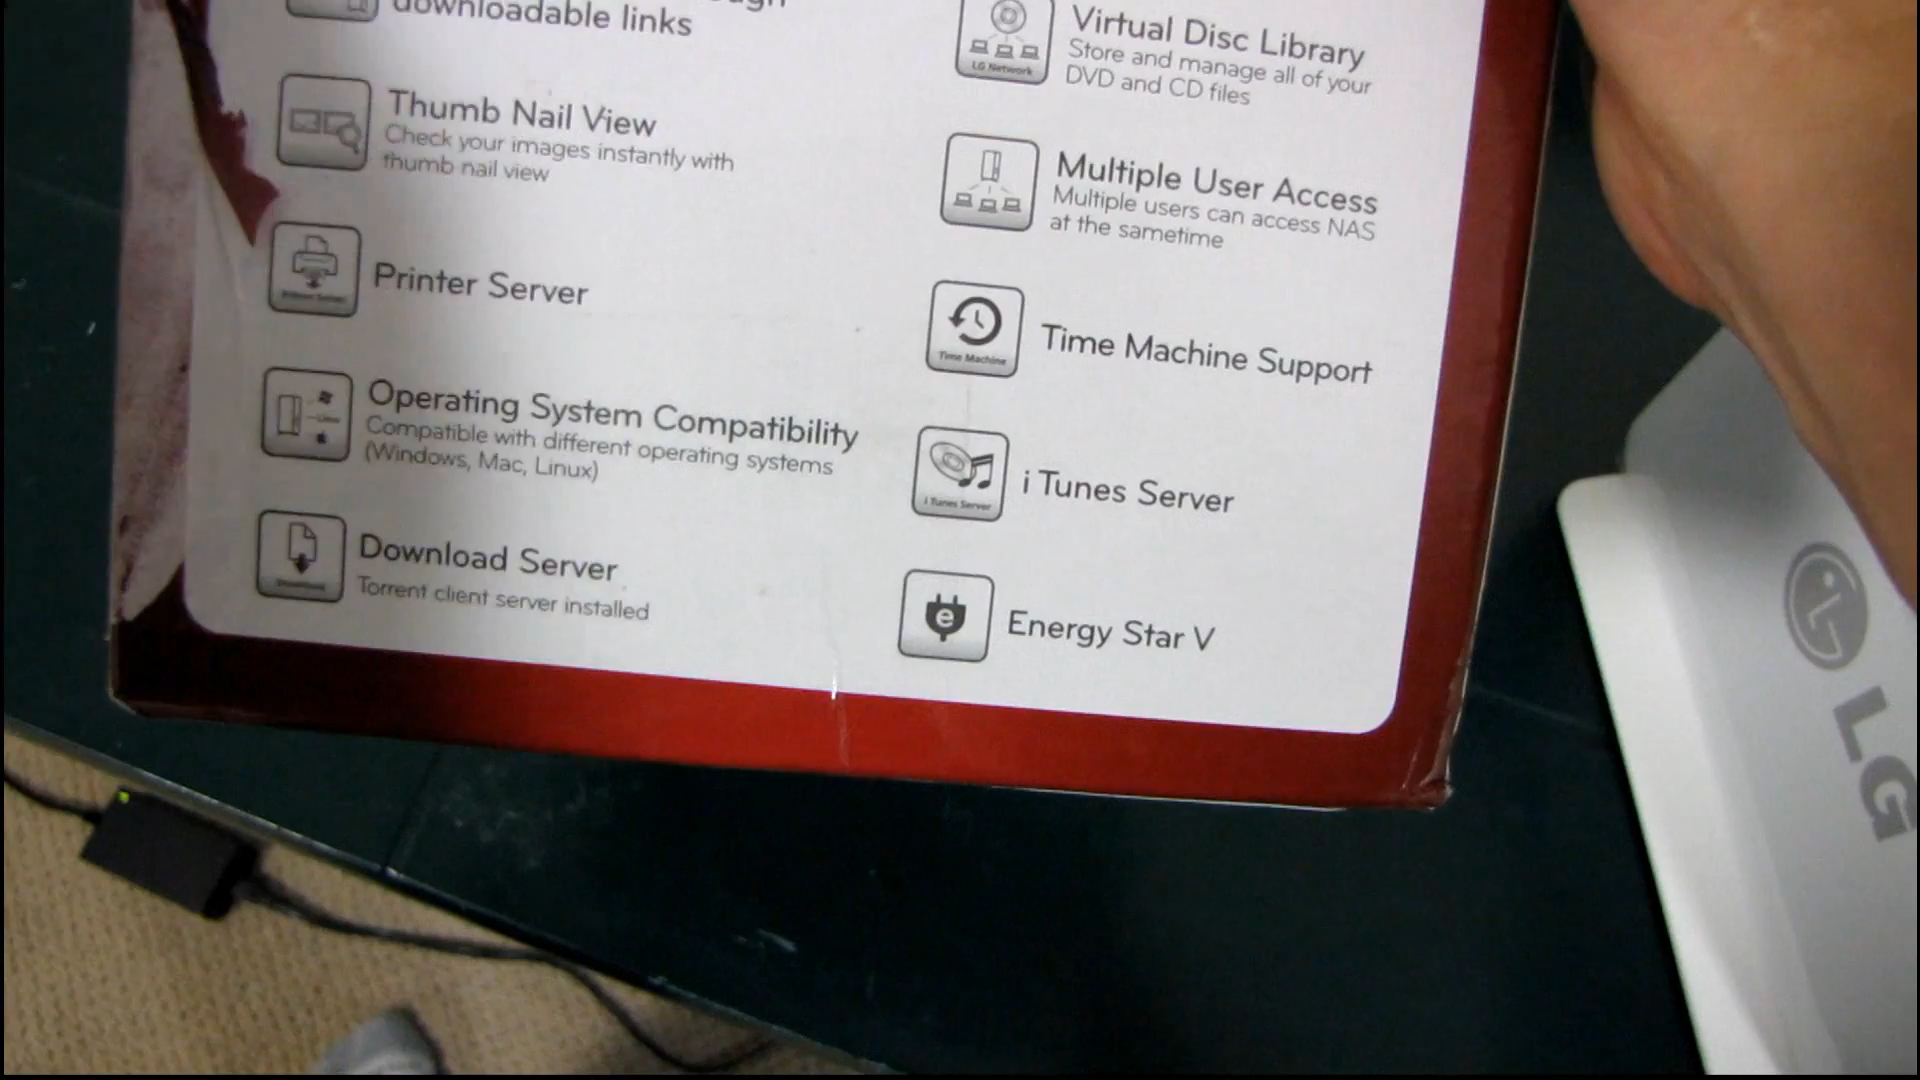 downloadable links
Thumb Nail View
Check your images instantly with
thumb nail view
Printer Server
Operating System Compatibility
Compatible with different operating systems
(Windows, Mac, Linux)
Download Server
Torrent client server installed
LG Network
Virtual Disc Library
Store and manage all of your
DVD and CD files
Multiple User Access
Multiple users can access NAS
at the sametime
Time Machine
Time Machine Support
i Tunes Server
i Tunes Server
e
Energy Star V
LG